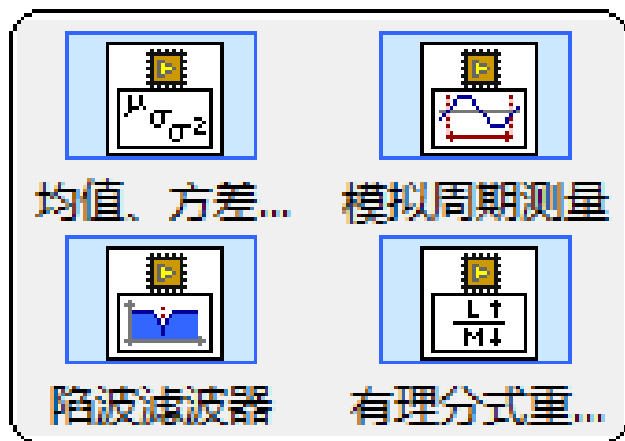 μ σ σ²
均值、方差...
模拟周期测量
L↑
M↓
陷波滤波器
有理分式重...